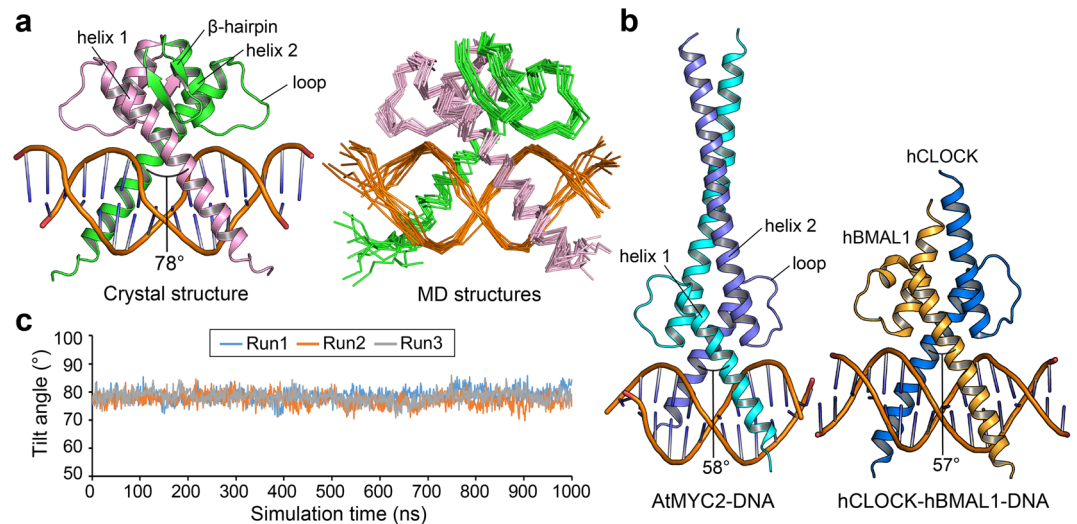 a
helix 1
β-hairpin
helix 2
loop
78°
Crystal structure
MD structures
b
hCLOCK
hBMAL1
helix 1
helix 2
loop
58°
57°
AtMYC2-DNA
hCLOCK-hBMAL1-DNA
c
Run1 Run2 Run3
Tilt angle (°)
100
90
80
70
60
50
0 100 200 300 400 500 600 700 800 900 1000
Simulation time (ns)